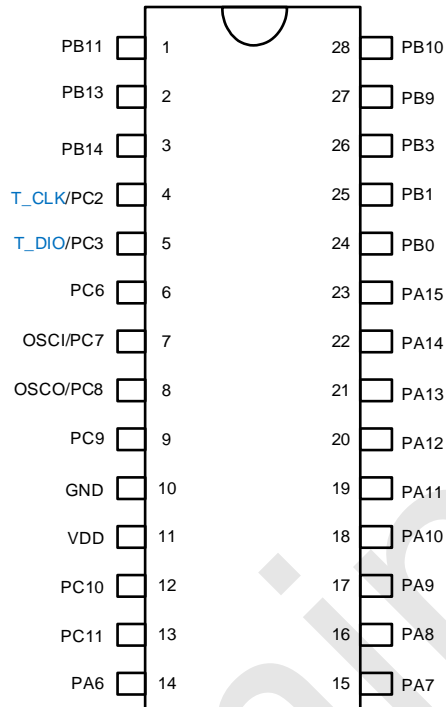 PB11 1 28 PB10
PB13 2 27 PB9
PB14 3 26 PB3
T_CLK/PC2 4 25 PB1
T_DIO/PC3 5 24 PB0
PC6 6 23 PA15
OSCI/PC7 7 22 PA14
OSCO/PC8 8 21 PA13
PC9 9 20 PA12
GND 10 19 PA11
VDD 11 18 PA10
PC10 12 17 PA9
PC11 13 16 PA8
PA6 14 15 PA7